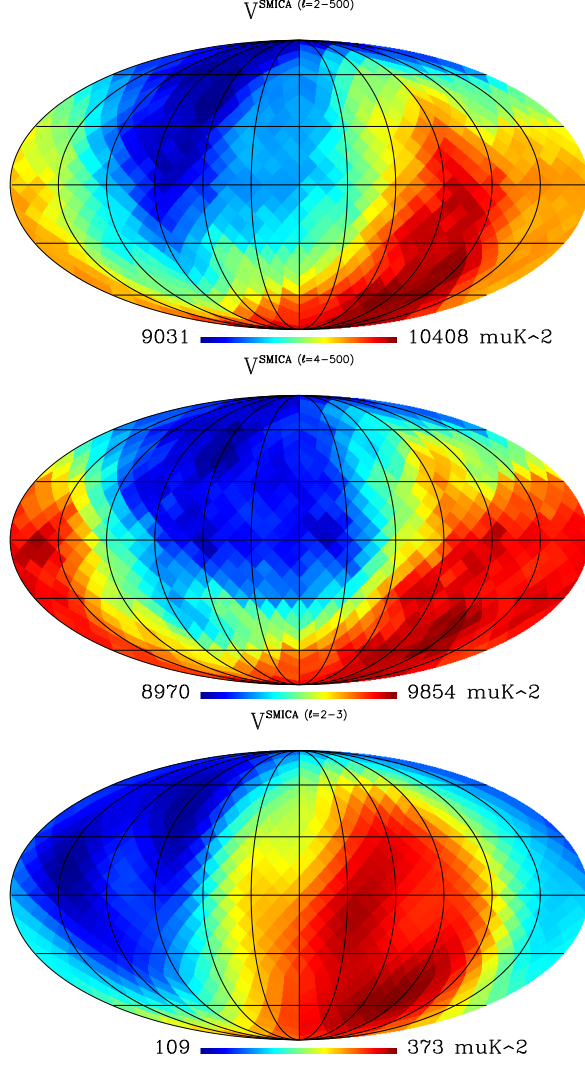 V^SMICA (ℓ=2-500)
9031 10408 muK^2
V^SMICA (ℓ=4-500)
8970 9854 muK^2
V^SMICA (ℓ=2-3)
109 373 muK^2